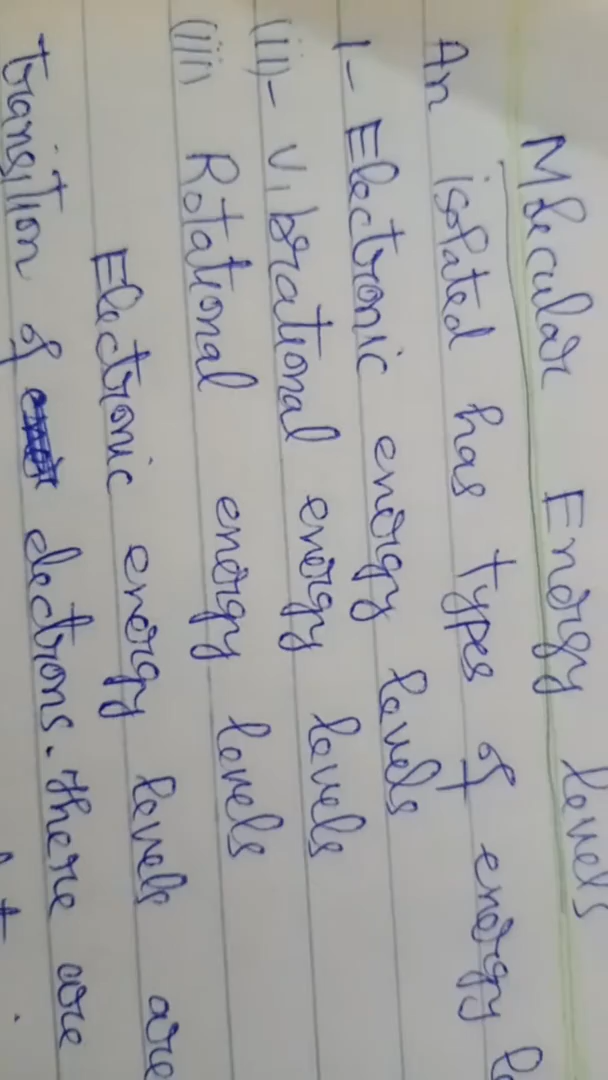 Mlecular Energy levels
An isolated has types of energy
1- Electronic energy levels
(ii)- Vibrational energy levels
(iii) Rotational energy levels
Electronic energy levels are
transition of electrons. there are